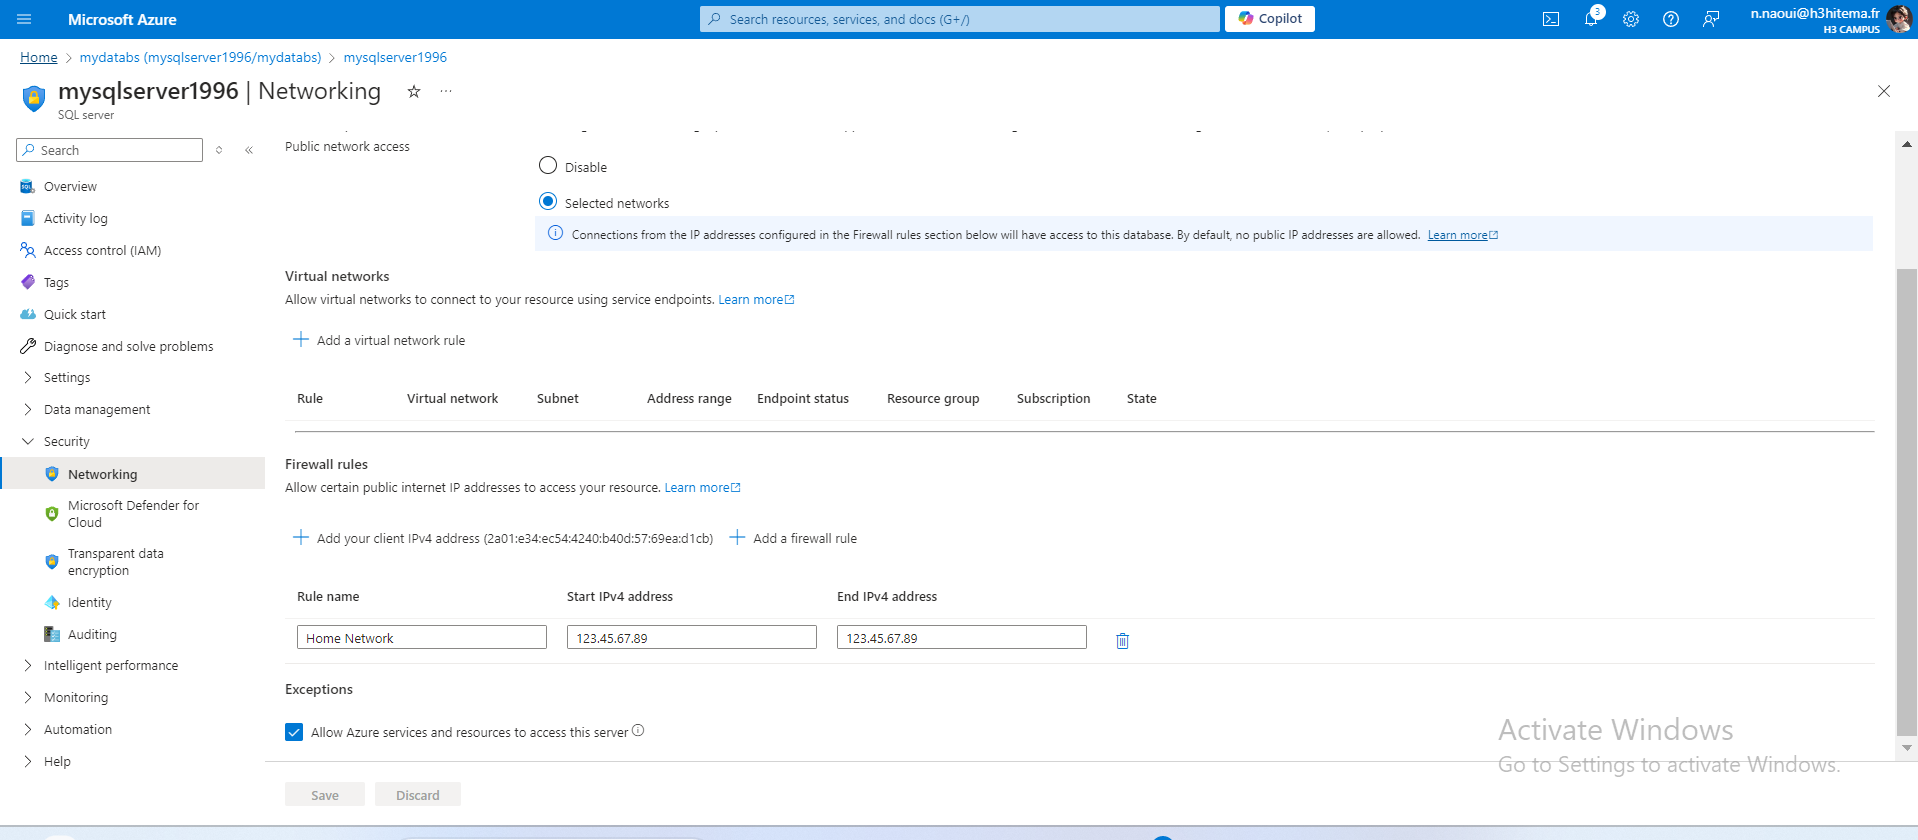 Microsoft Azure
Search resources, services, and docs (G+/)
Copilot
3
n.naoui@h3hitema.fr
H3 CAMPUS
Home > mydatabs (mysqlserver1996/mydatabs) > mysqlserver1996
mysqlserver1996 | Networking
SQL server
Search
Overview
Activity log
Access control (IAM)
Tags
Quick start
Diagnose and solve problems
Settings
Data management
Security
Networking
Microsoft Defender for
Cloud
Transparent data
encryption
Identity
Auditing
Intelligent performance
Monitoring
Automation
Help
Public network access
Disable
Selected networks
Connections from the IP addresses configured in the Firewall rules section below will have access to this database. By default, no public IP addresses are allowed. Learn more
Virtual networks
Allow virtual networks to connect to your resource using service endpoints. Learn more
Add a virtual network rule
Rule Virtual network Subnet Address range Endpoint status Resource group Subscription State
Firewall rules
Allow certain public internet IP addresses to access your resource. Learn more
Add your client IPv4 address (2a01:e34:ec54:4240:b40d:57:69ea:d1cb) Add a firewall rule
Rule name Start IPv4 address End IPv4 address
Home Network 123.45.67.89 123.45.67.89
Exceptions
Allow Azure services and resources to access this server
Save Discard
Activate Windows
Go to Settings to activate Windows.